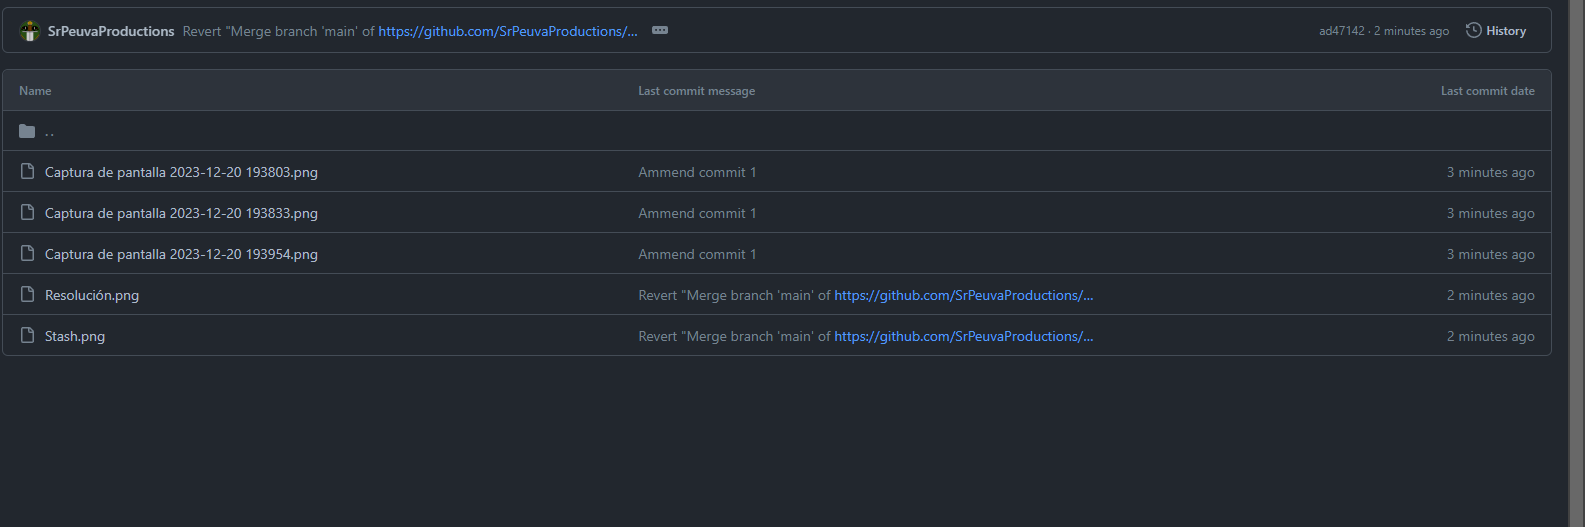 SrPeuvaProductions Revert "Merge branch 'main' of https://github.com/SrPeuvaProductions/... ad47142 · 2 minutes ago History
Name Last commit message Last commit date
..
Captura de pantalla 2023-12-20 193803.png Ammend commit 1 3 minutes ago
Captura de pantalla 2023-12-20 193833.png Ammend commit 1 3 minutes ago
Captura de pantalla 2023-12-20 193954.png Ammend commit 1 3 minutes ago
Resolución.png Revert "Merge branch 'main' of https://github.com/SrPeuvaProductions/... 2 minutes ago
Stash.png Revert "Merge branch 'main' of https://github.com/SrPeuvaProductions/... 2 minutes ago